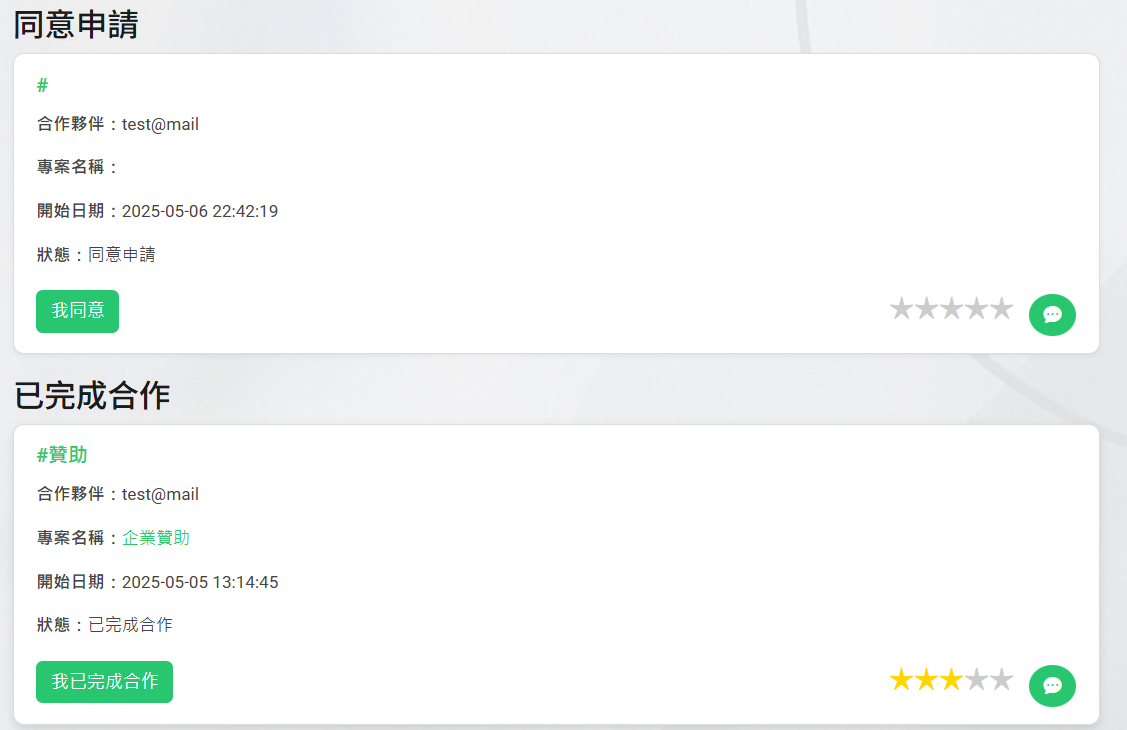 同意申請
#
合作夥伴：test@mail
專案名稱：
開始日期：2025-05-06 22:42:19
狀態：同意申請
我同意
已完成合作
#贊助
合作夥伴：test@mail
專案名稱：企業贊助
開始日期：2025-05-05 13:14:45
狀態：已完成合作
我已完成合作